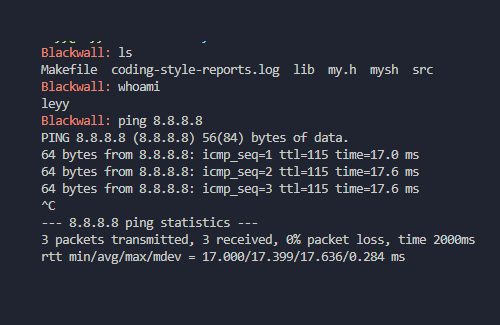 Blackwall: ls
Makefile  coding-style-reports.log  lib  my.h  mysh  src
Blackwall: whoami
leyy
Blackwall: ping 8.8.8.8
PING 8.8.8.8 (8.8.8.8) 56(84) bytes of data.
64 bytes from 8.8.8.8: icmp_seq=1 ttl=115 time=17.0 ms
64 bytes from 8.8.8.8: icmp_seq=2 ttl=115 time=17.6 ms
64 bytes from 8.8.8.8: icmp_seq=3 ttl=115 time=17.6 ms
^C
--- 8.8.8.8 ping statistics ---
3 packets transmitted, 3 received, 0% packet loss, time 2000ms
rtt min/avg/max/mdev = 17.000/17.399/17.636/0.284 ms